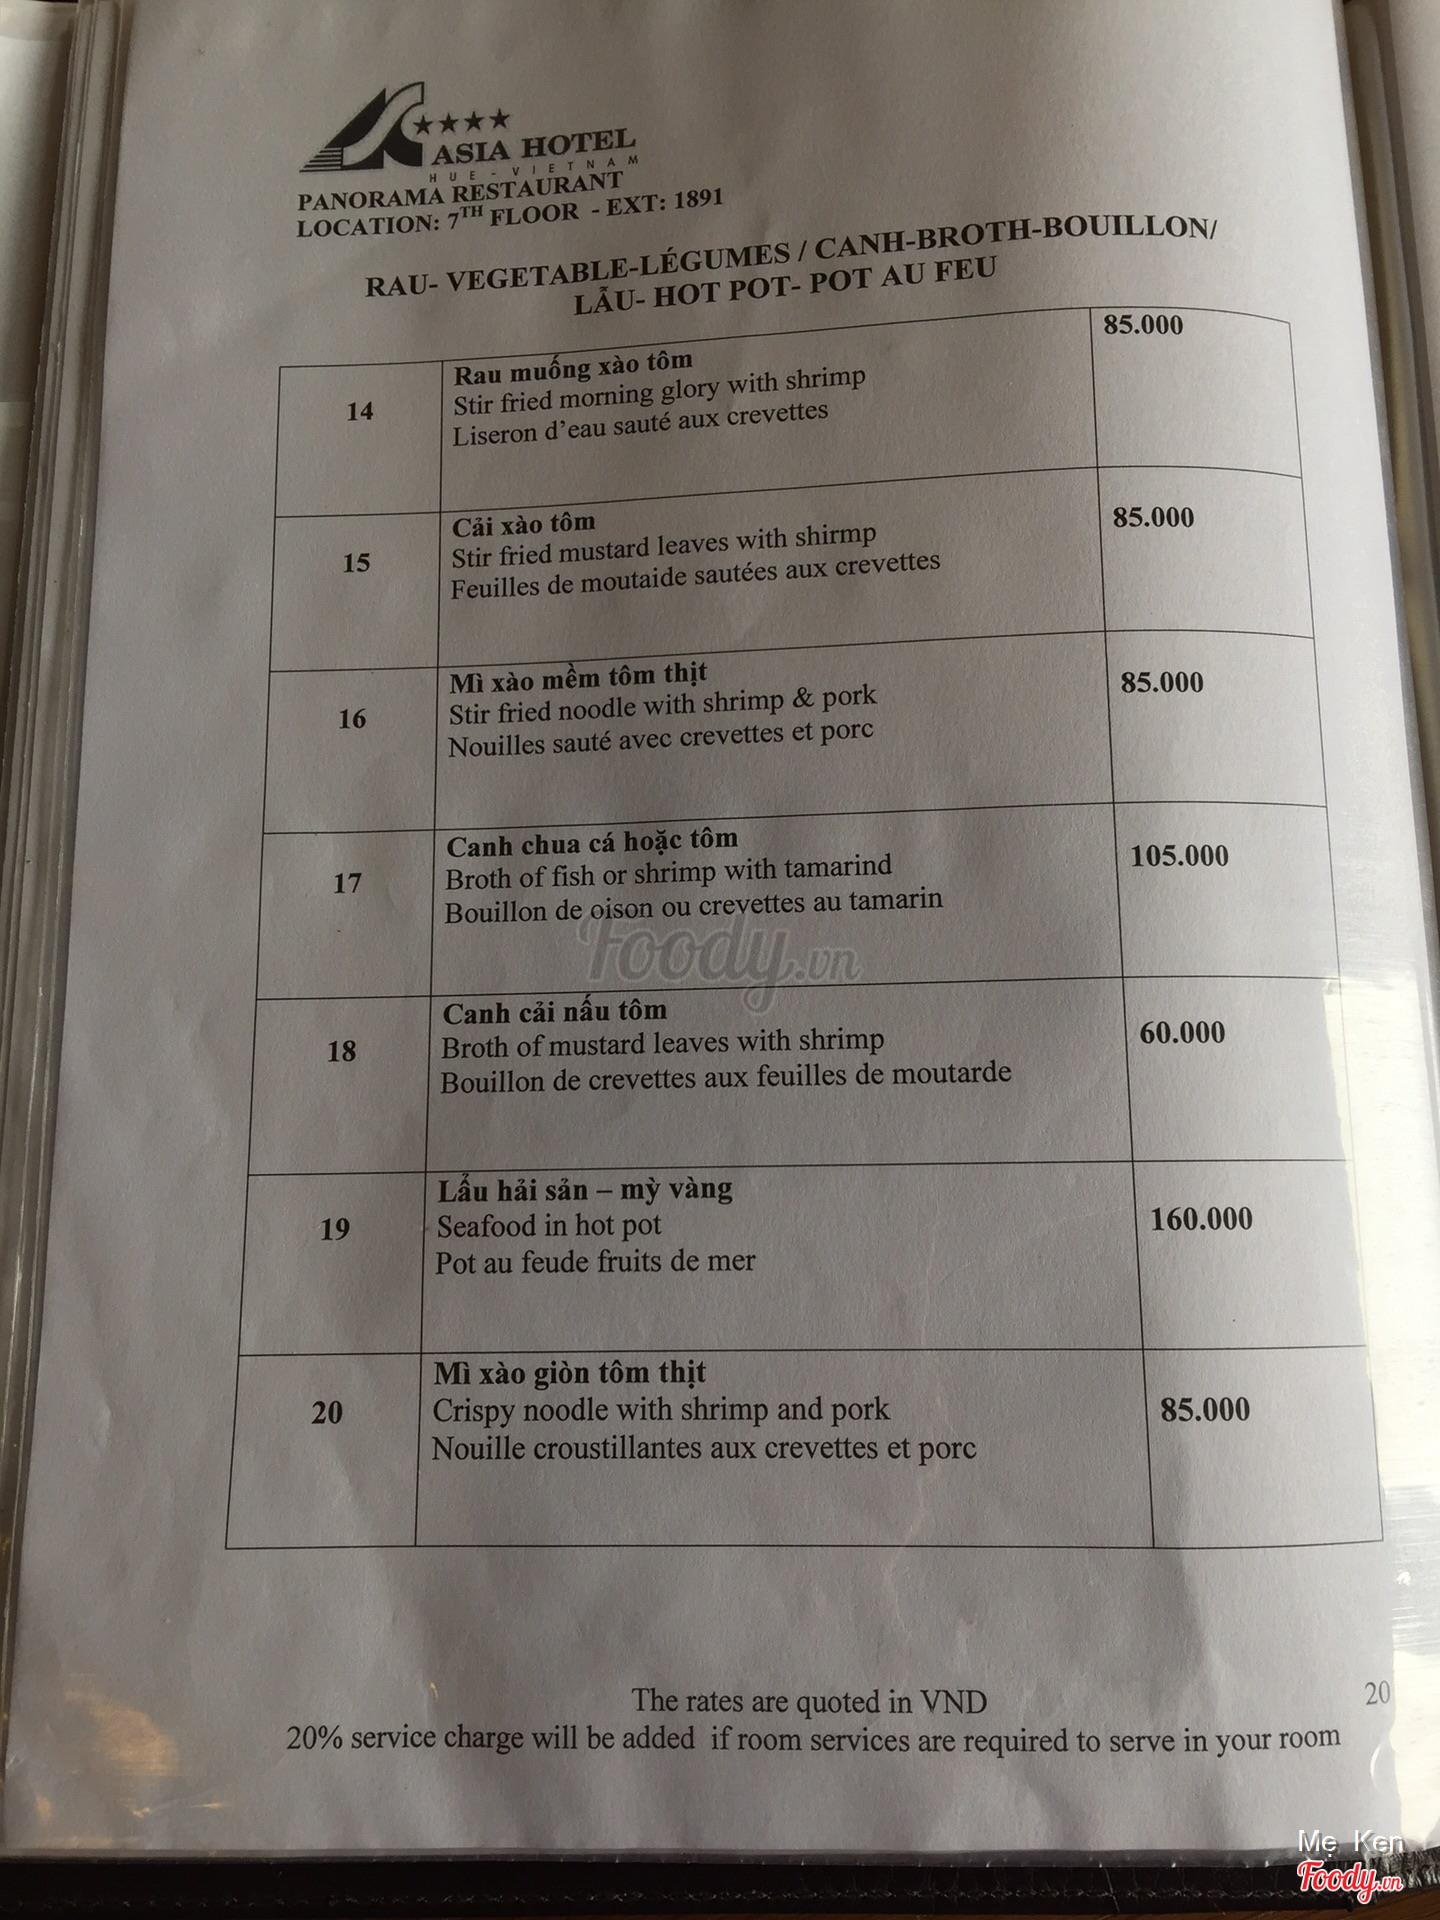 ★★★★
ASIA HOTEL
HUE - VIETNAM
PANORAMA RESTAURANT
LOCATION: 7TH FLOOR - EXT: 1891
RAU- VEGETABLE-LÉGUMES / CANH-BROTH-BOUILLON/
LẨU- HOT POT- POT AU FEU
14
Rau muống xào tôm
Stir fried morning glory with shrimp
Liseron d'eau sauté aux crevettes
85.000
15
Cải xào tôm
Stir fried mustard leaves with shirmp
Feuilles de moutaide sautées aux crevettes
85.000
16
Mì xào mềm tôm thịt
Stir fried noodle with shrimp & pork
Nouilles sauté avec crevettes et porc
85.000
17
Canh chua cá hoặc tôm
Broth of fish or shrimp with tamarind
Bouillon de oison ou crevettes au tamarin
105.000
18
Canh cải nấu tôm
Broth of mustard leaves with shrimp
Bouillon de crevettes aux feuilles de moutarde
60.000
19
Lẩu hải sản – mỳ vàng
Seafood in hot pot
Pot au feude fruits de mer
160.000
20
Mì xào giòn tôm thịt
Crispy noodle with shrimp and pork
Nouille croustillantes aux crevettes et porc
85.000
The rates are quoted in VND
20
20% service charge will be added if room services are required to serve in your room
Foody.vn
Mẹ Ken
Foody.vn